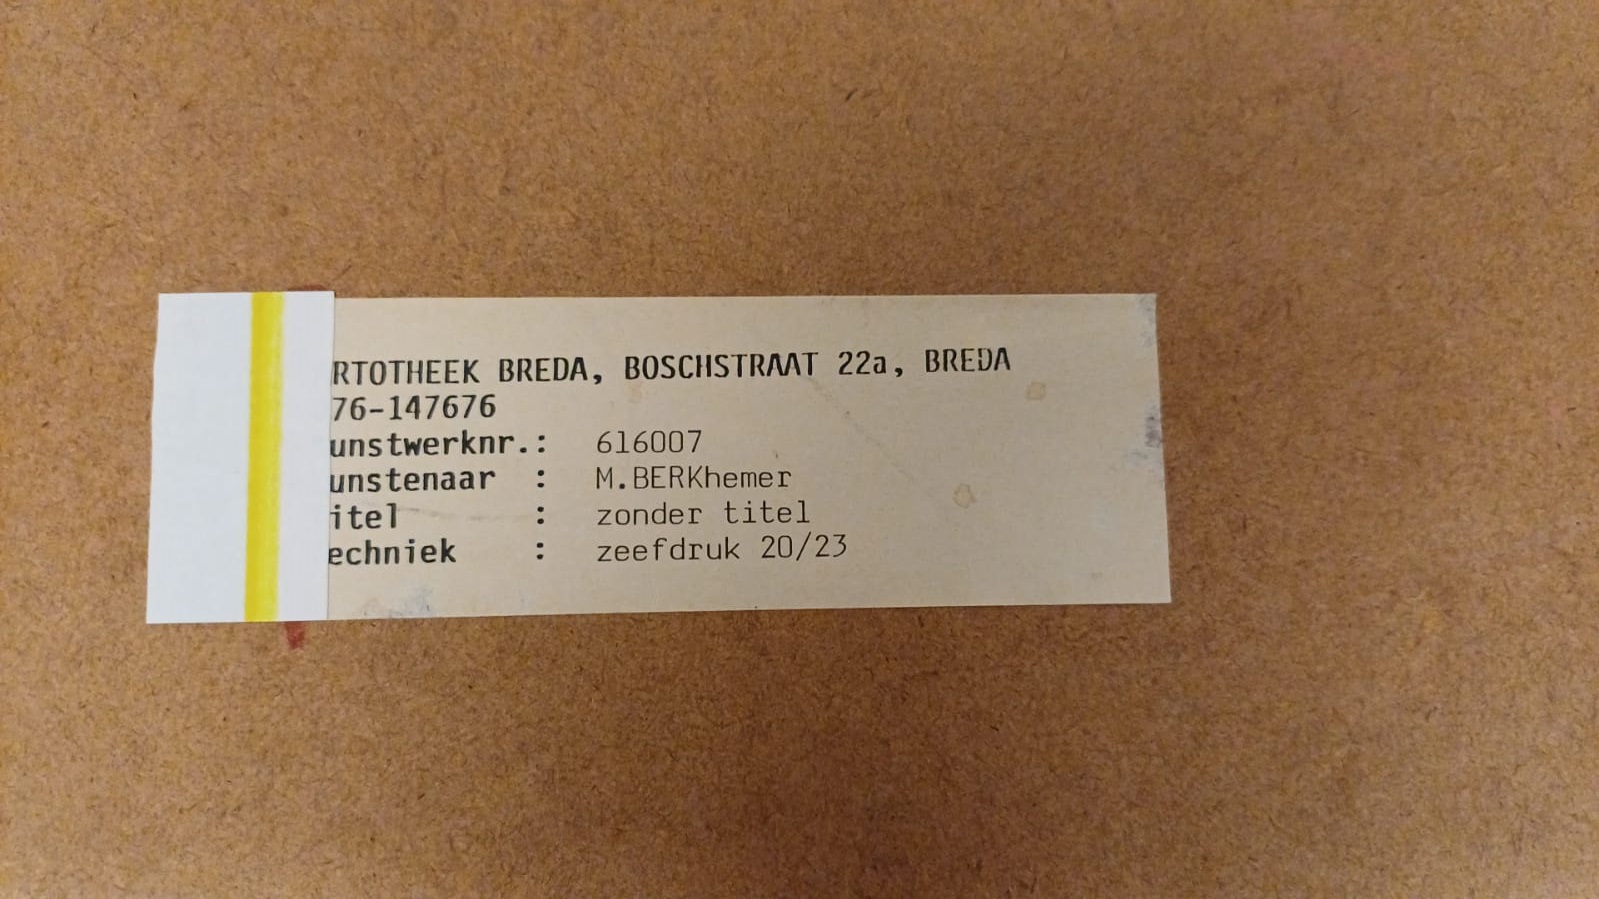 RTOTHEEK BREDA, BOSCHSTRAAT 22a, BREDA
76-147676
unstwerknr.: 616007
unstenaar : M.BERKhemer
itel : zonder titel
echniek : zeefdruk 20/23